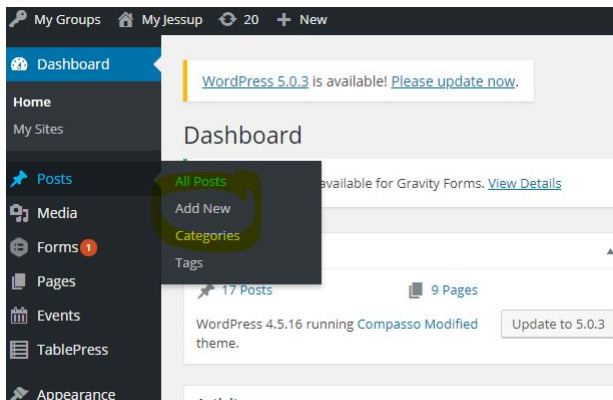 My Groups My Jessup 20 + New
Dashboard
WordPress 5.0.3 is available! Please update now.
Home
My Sites
Dashboard
Posts
All Posts
available for Gravity Forms. View Details
Media
Add New
Categories
Forms 1
Tags
Pages
17 Posts 9 Pages
Events
WordPress 4.5.16 running Compasso Modified
theme.
Update to 5.0.3
TablePress
Appearance